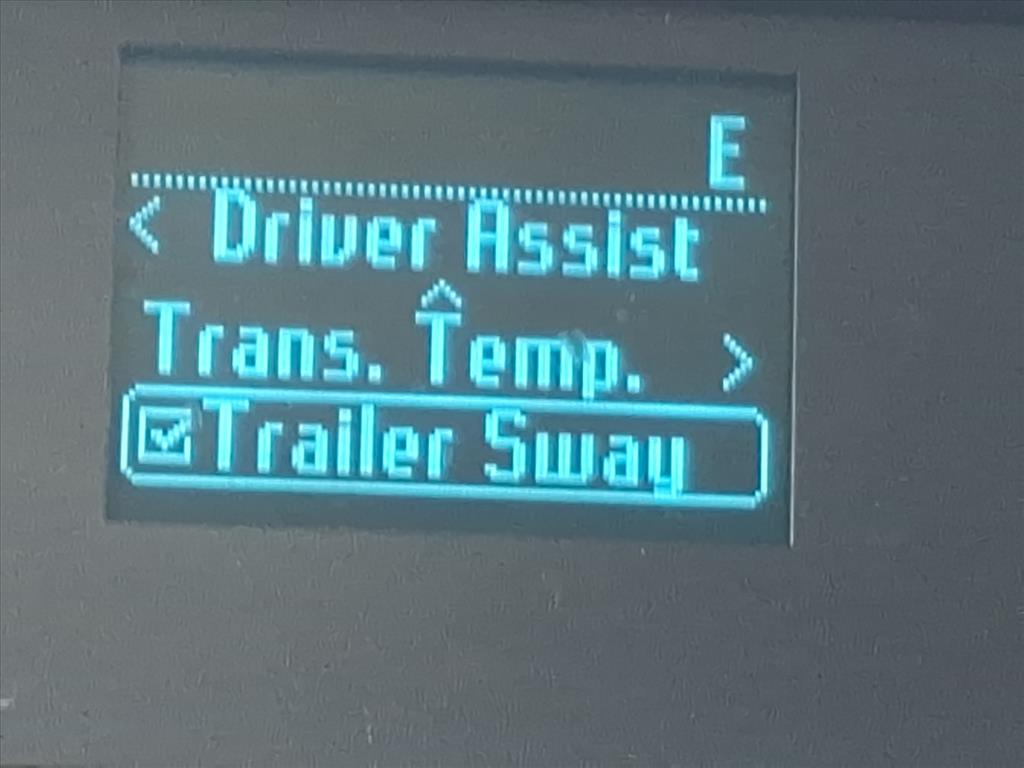 E
< Driver Assist
Trans. Temp. >
Trailer Sway